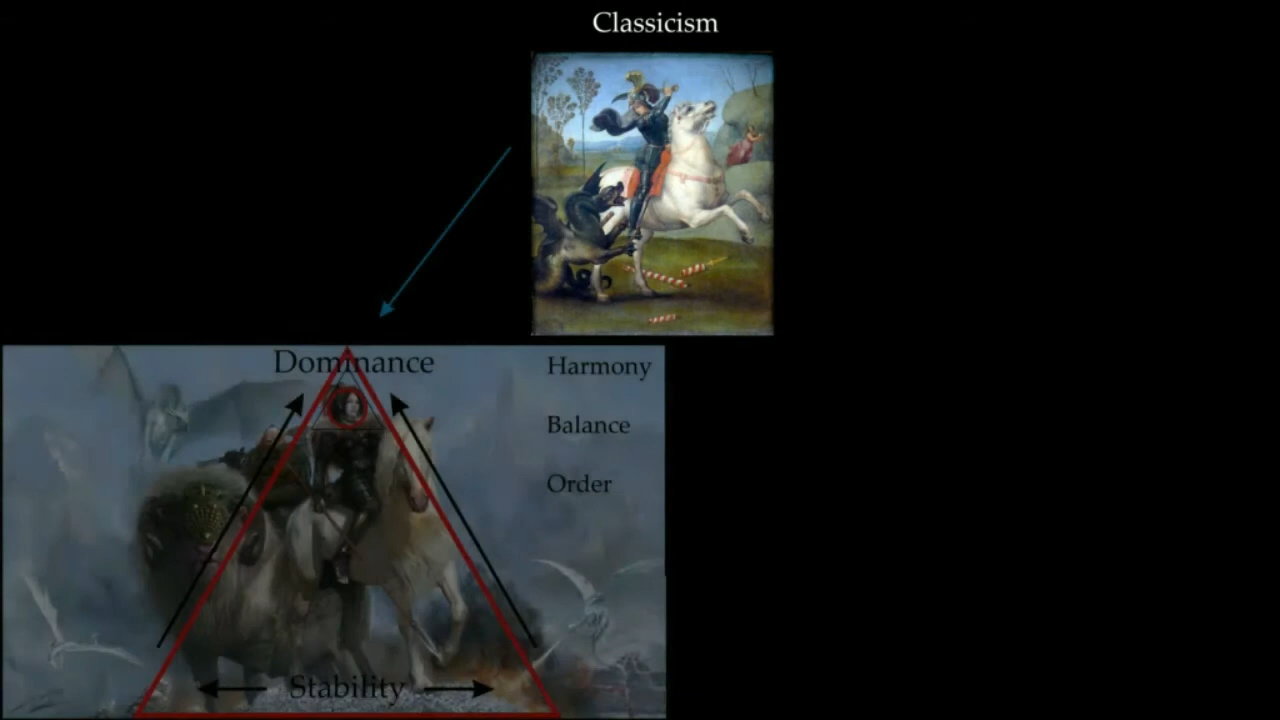 Classicism
Dominance
Harmony
Balance
Order
Stability